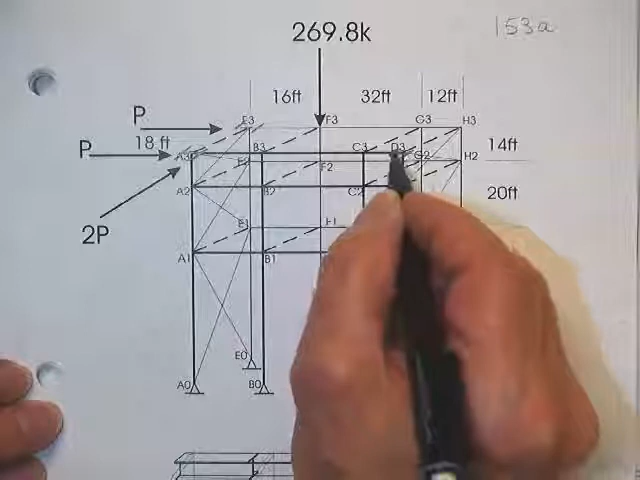 153a
269.8k
16ft 32ft 12ft
P
E3 F3 G3 H3
18 ft
14ft
P
A3 B3 C3 D3
E2 F2 G2 H2
A2 B2 C2
20ft
2P
E1 F1
A1 B1
E0
A0 B0